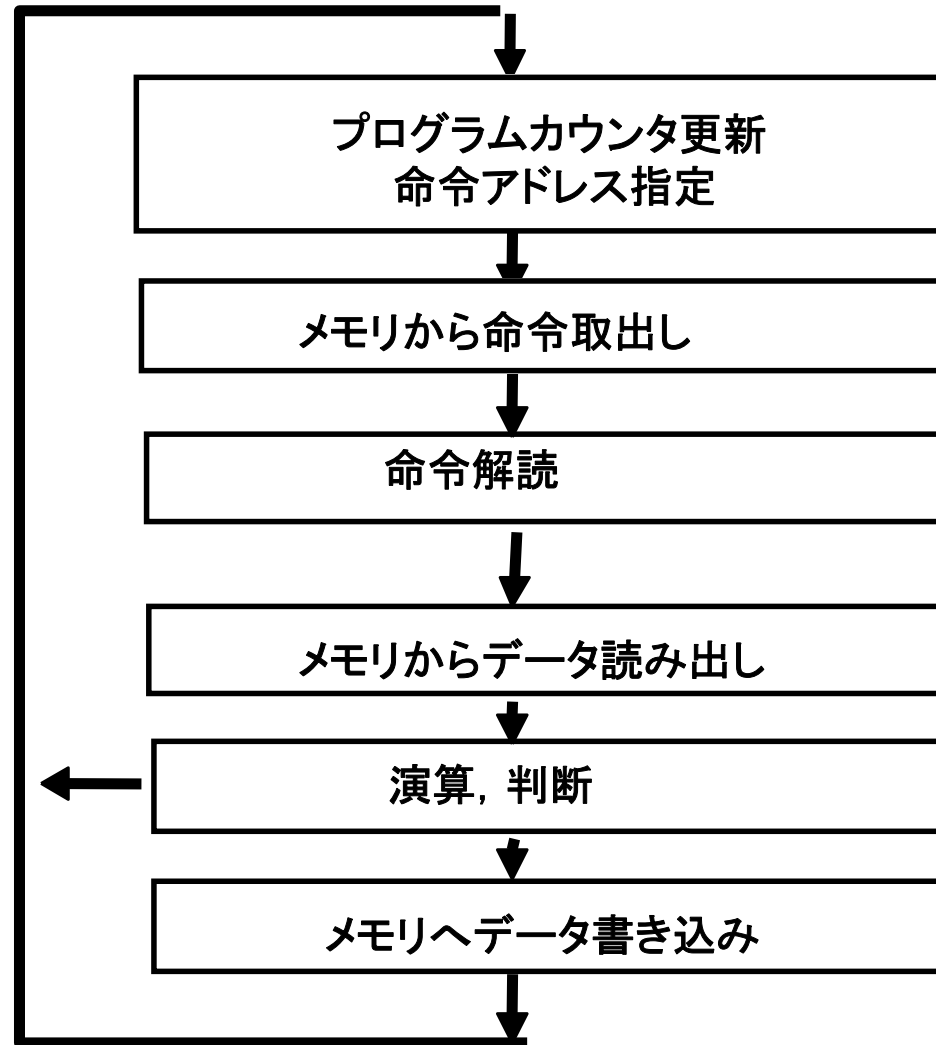 プログラムカウンタ更新
命令アドレス指定
メモリから命令取出し
命令解読
メモリからデータ読み出し
演算，判断
メモリへデータ書き込み